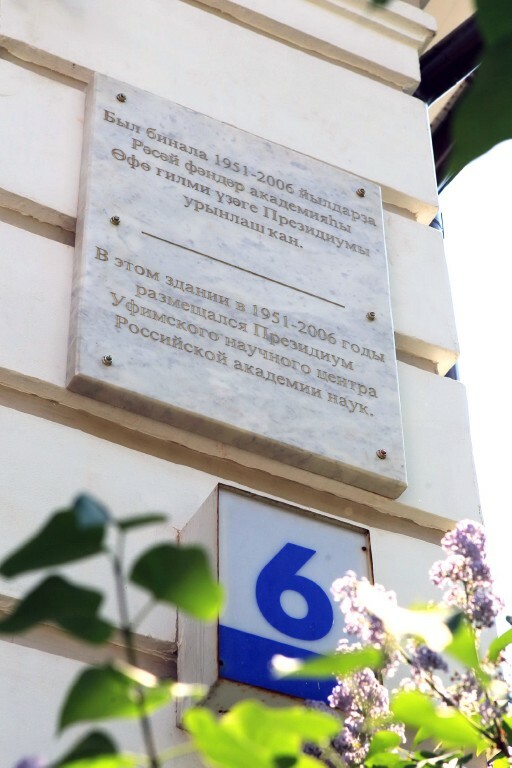 Был бинала 1951-2006 йылдарҙа
Рәсәй фәндәр академияһы
Өфө ғилми үҙәге Президиумы
урынлашҡан.
В этом здании в 1951-2006 годы
размещался Президиум
Уфимского научного центра
Российской академии наук.
6